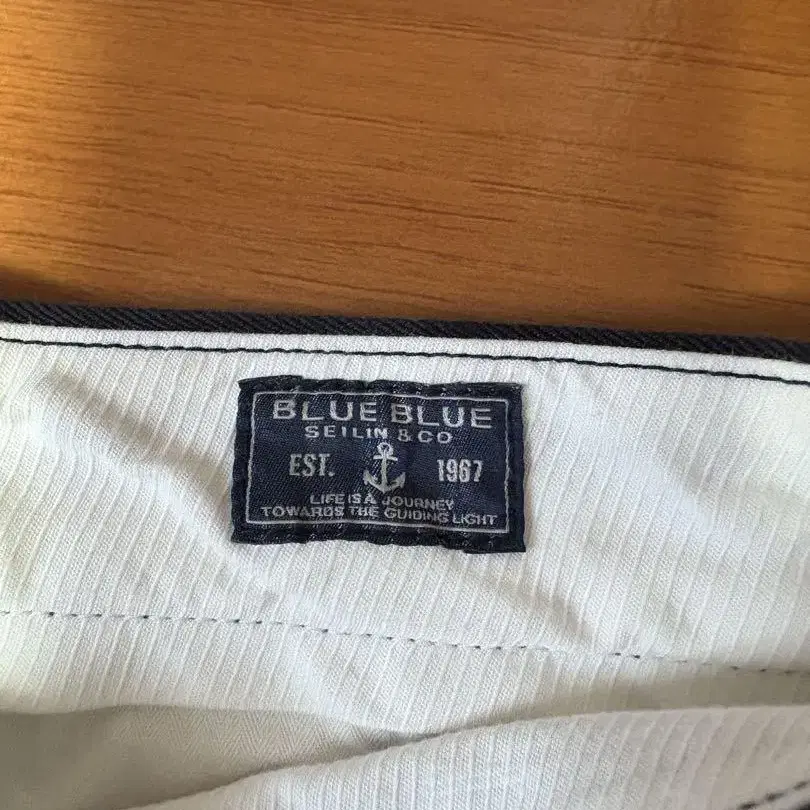 BLUE BLUE
SEILIN & CO
EST. 1967
LIFE IS A JOURNEY
TOWARDS THE GUIDING LIGHT